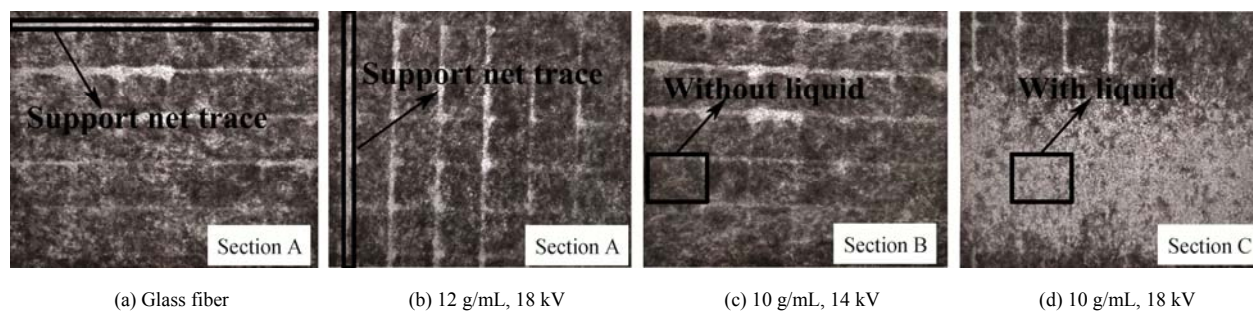 Support net trace
Section A
Support net trace
Section A
Without liquid
Section B
With liquid
Section C
(a) Glass fiber
(b) 12 g/mL, 18 kV
(c) 10 g/mL, 14 kV
(d) 10 g/mL, 18 kV